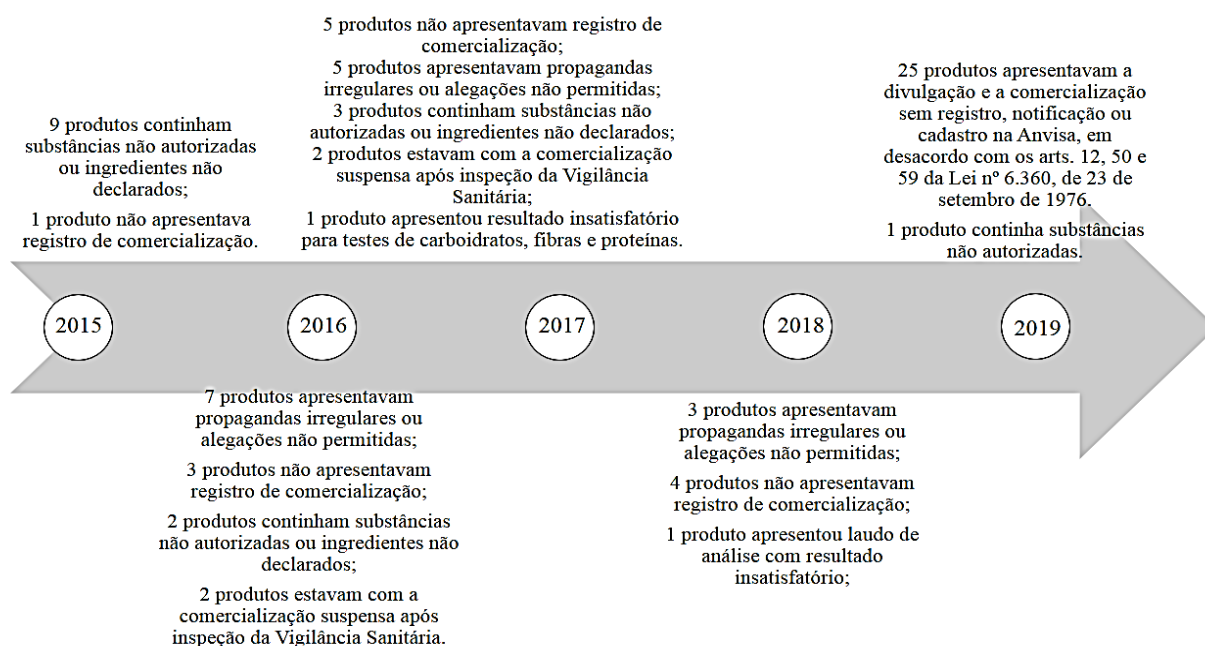 9 produtos continham
substâncias não autorizadas
ou ingredientes não
declarados;
1 produto não apresentava
registro de comercialização.
5 produtos não apresentavam registro de
comercialização;
5 produtos apresentavam propagandas
irregulares ou alegações não permitidas;
3 produtos continham substâncias não
autorizadas ou ingredientes não declarados;
2 produtos estavam com a comercialização
suspensa após inspeção da Vigilância
Sanitária;
1 produto apresentou resultado insatisfatório
para testes de carboidratos, fibras e proteínas.
25 produtos apresentavam a
divulgação e a comercialização
sem registro, notificação ou
cadastro na Anvisa, em
desacordo com os arts. 12, 50 e
59 da Lei nº 6.360, de 23 de
setembro de 1976.
1 produto continha substâncias
não autorizadas.
2015
2016
2017
2018
2019
7 produtos apresentavam
propagandas irregulares ou
alegações não permitidas;
3 produtos não apresentavam
registro de comercialização;
2 produtos continham substâncias
não autorizadas ou ingredientes não
declarados;
2 produtos estavam com a
comercialização suspensa após
inspeção da Vigilância Sanitária.
3 produtos apresentavam
propagandas irregulares ou
alegações não permitidas;
4 produtos não apresentavam
registro de comercialização;
1 produto apresentou laudo de
análise com resultado
insatisfatório;